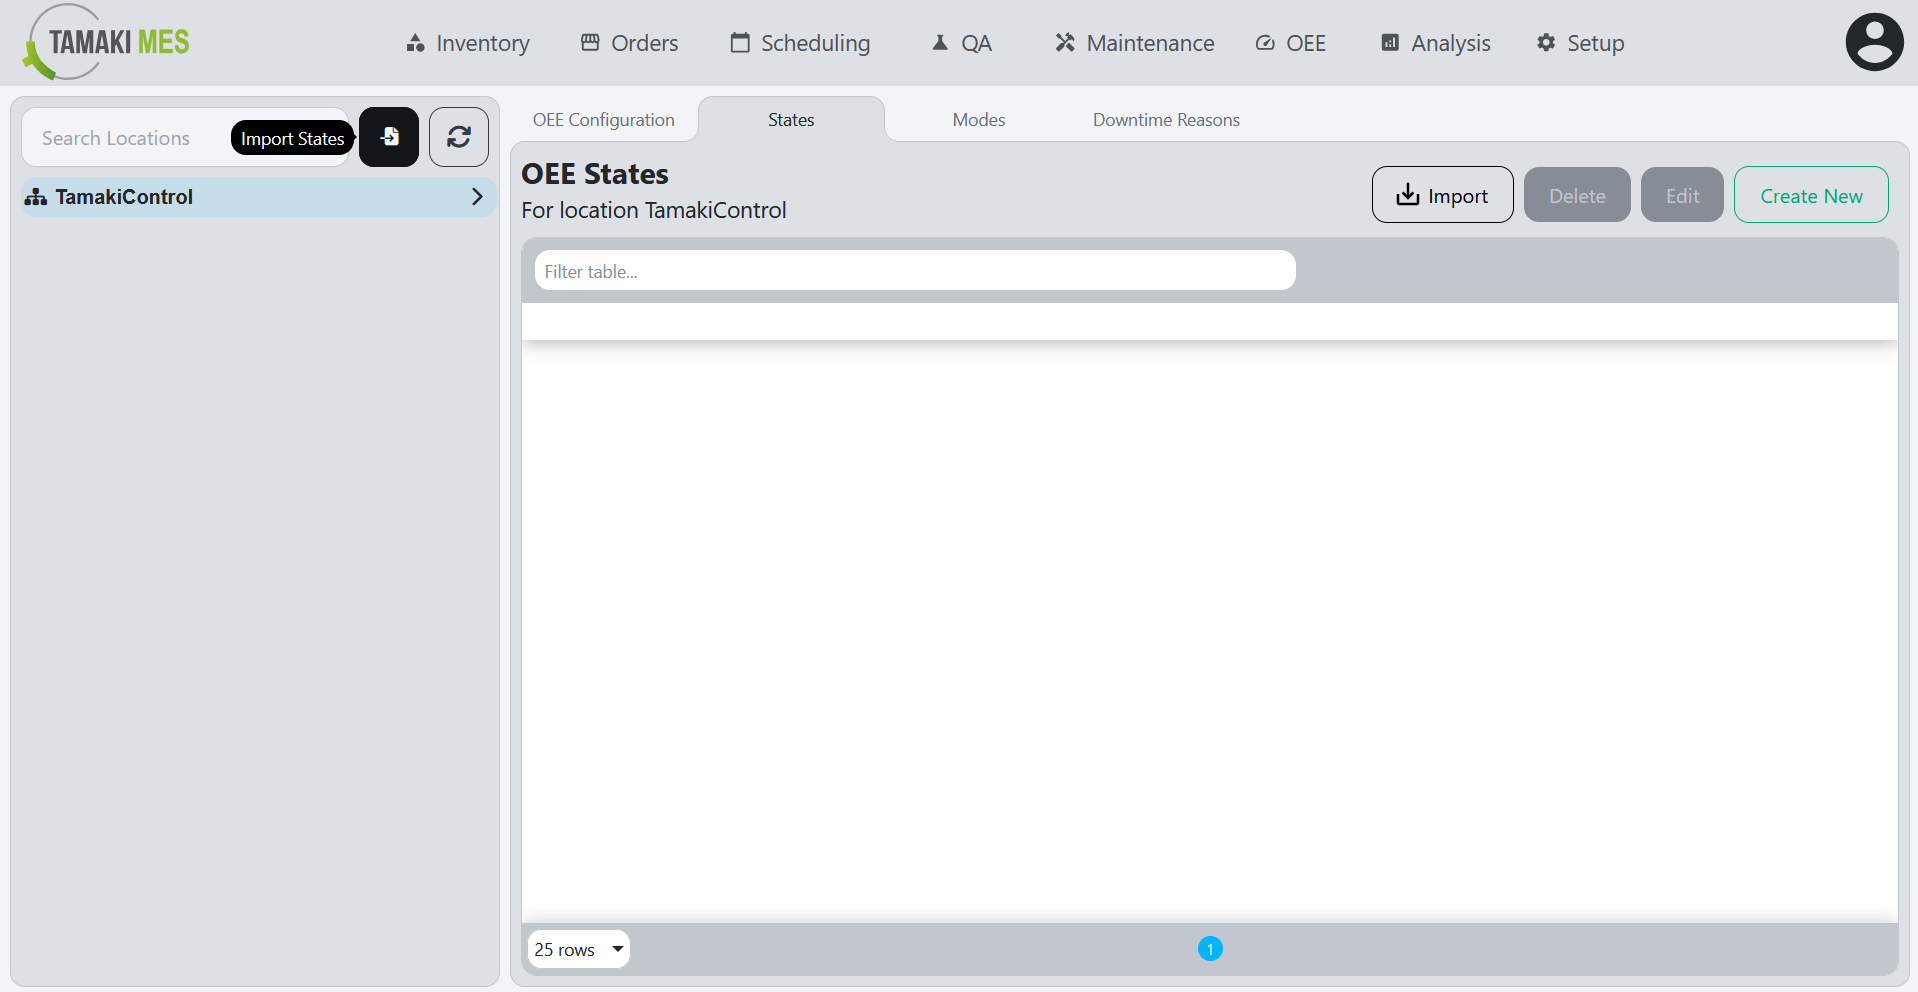 TAMAKI MES
Inventory
Orders
Scheduling
QA
Maintenance
OEE
Analysis
Setup
Search Locations
Import States
TamakiControl
OEE Configuration
States
Modes
Downtime Reasons
OEE States
For location TamakiControl
Import
Delete
Edit
Create New
Filter table...
25 rows
1